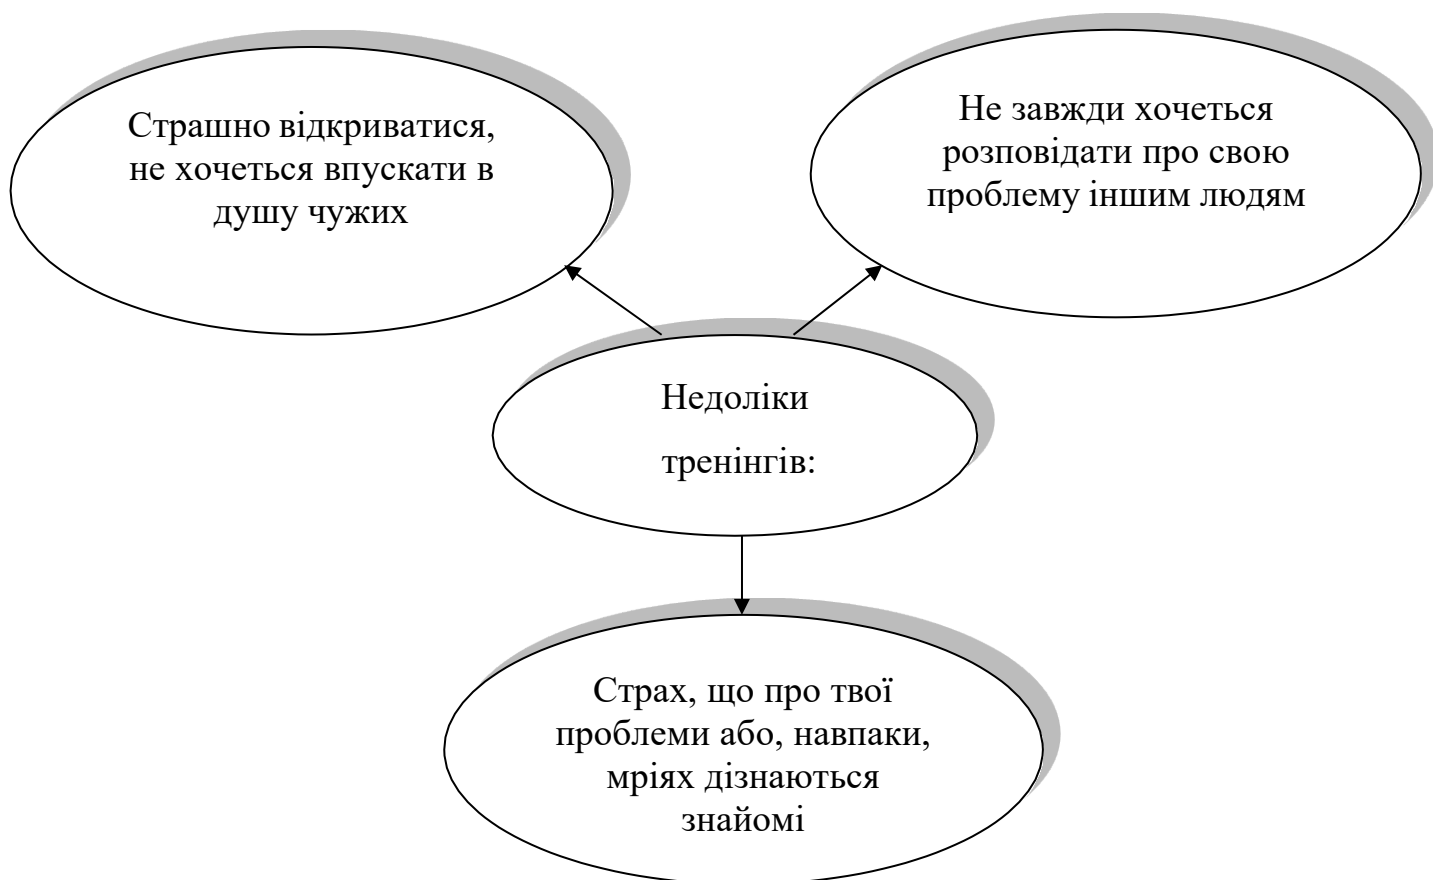 Страшно відкриватися,
не хочеться впускати в
душу чужих
Не завжди хочеться
розповідати про свою
проблему іншим людям
Недоліки
тренінгів:
Страх, що про твої
проблеми або, навпаки,
мріях дізнаються
знайомі